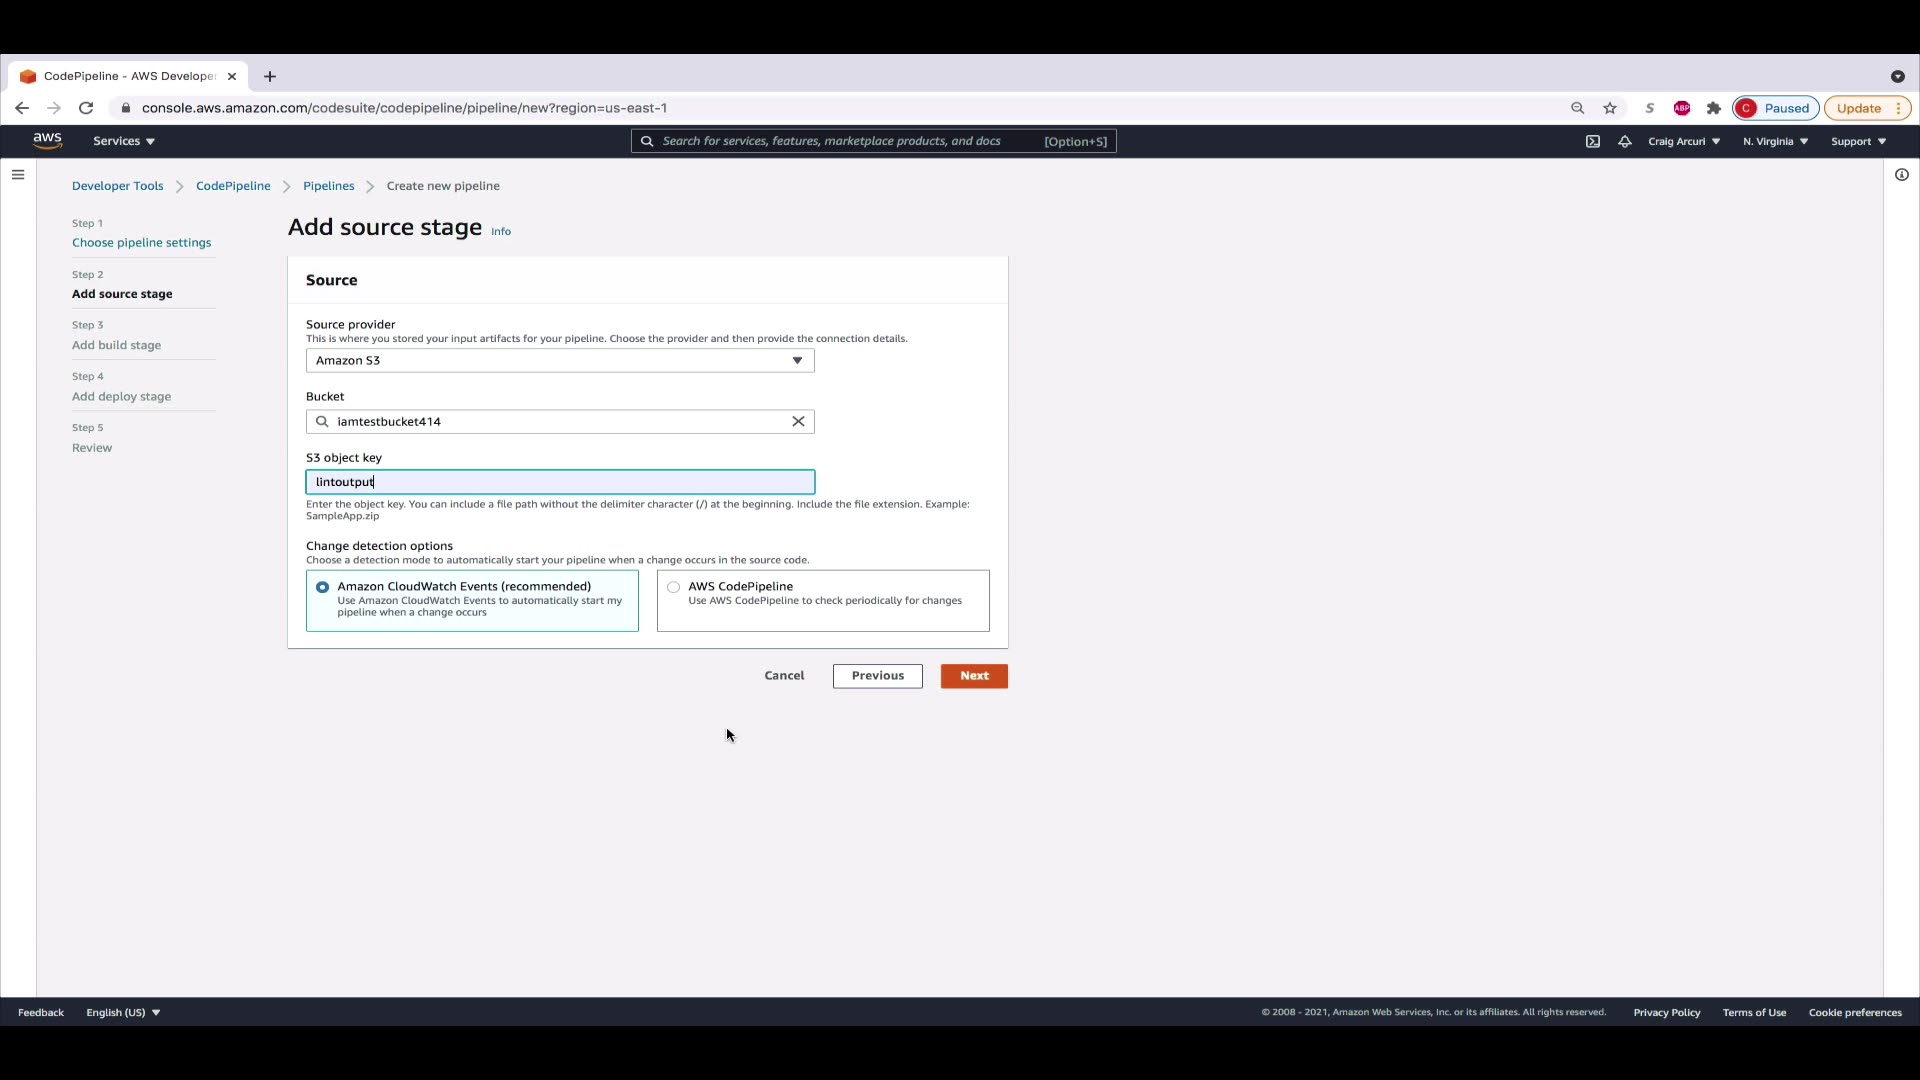 CodePipeline - AWS Develope
console.aws.amazon.com/codesuite/codepipeline/pipeline/new?region=us-east-1
S
ABP
C Paused
Update
aws
Services
Search for services, features, marketplace products, and docs [Option+S]
Craig Arcuri
N. Virginia
Support
Developer Tools
CodePipeline
Pipelines
Create new pipeline
Step 1
Choose pipeline settings
Step 2
Add source stage
Step 3
Add build stage
Step 4
Add deploy stage
Step 5
Review
Add source stage Info
Source
Source provider
This is where you stored your input artifacts for your pipeline. Choose the provider and then provide the connection details.
Amazon S3
Bucket
iamtestbucket414
S3 object key
lintoutput
Enter the object key. You can include a file path without the delimiter character (/) at the beginning. Include the file extension. Example:
SampleApp.zip
Change detection options
Choose a detection mode to automatically start your pipeline when a change occurs in the source code.
Amazon CloudWatch Events (recommended)
Use Amazon CloudWatch Events to automatically start my
pipeline when a change occurs
AWS CodePipeline
Use AWS CodePipeline to check periodically for changes
Cancel
Previous
Next
Feedback
English (US)
© 2008 - 2021, Amazon Web Services, Inc. or its affiliates. All rights reserved.
Privacy Policy
Terms of Use
Cookie preferences